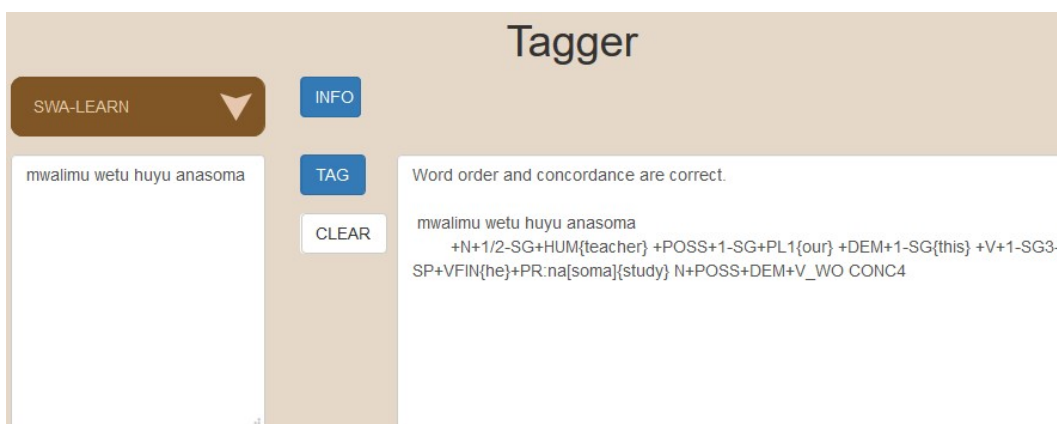 Tagger
SWA-LEARN
INFO
mwalimu wetu huyu anasoma
TAG
CLEAR
Word order and concordance are correct.
mwalimu wetu huyu anasoma
+N+1/2-SG+HUM{teacher} +POSS+1-SG+PL1{our} +DEM+1-SG{this} +V+1-SG3-
SP+VFIN{he}+PR:na[soma]{study} N+POSS+DEM+V_WO CONC4